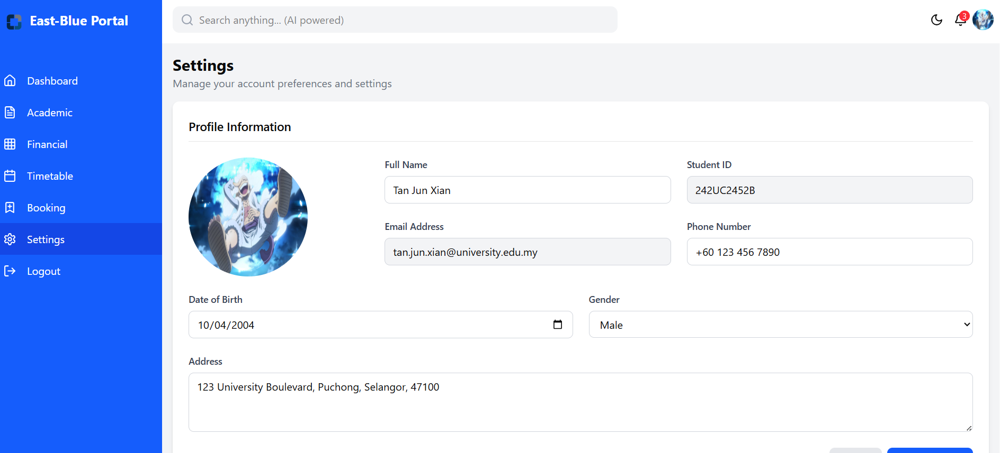 East-Blue Portal
Search anything... (AI powered)
3
Dashboard
Academic
Financial
Timetable
Booking
Settings
Logout
Settings
Manage your account preferences and settings
Profile Information
Full Name
Tan Jun Xian
Student ID
242UC2452B
Email Address
tan.jun.xian@university.edu.my
Phone Number
+60 123 456 7890
Date of Birth
10/04/2004
Gender
Male
Address
123 University Boulevard, Puchong, Selangor, 47100